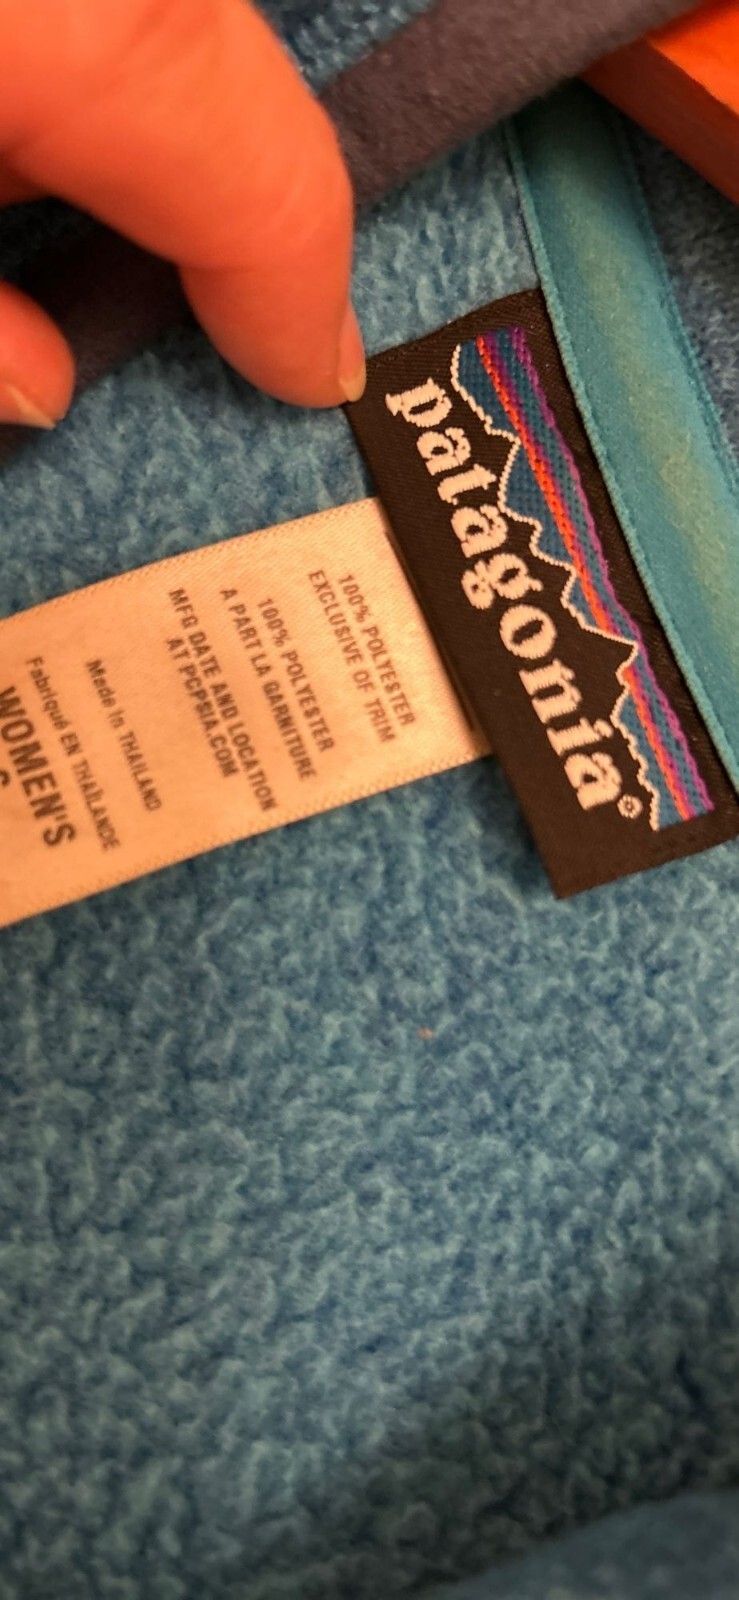 patagonia®
100% POLYESTER
EXCLUSIVE OF TRIM
100% POLYESTER
A PART LA GARNITURE
MFG DATE AND LOCATION
AT PCPSIA.COM
Made in THAILAND
Fabriqué EN THAÏLANDE
WOMEN'S